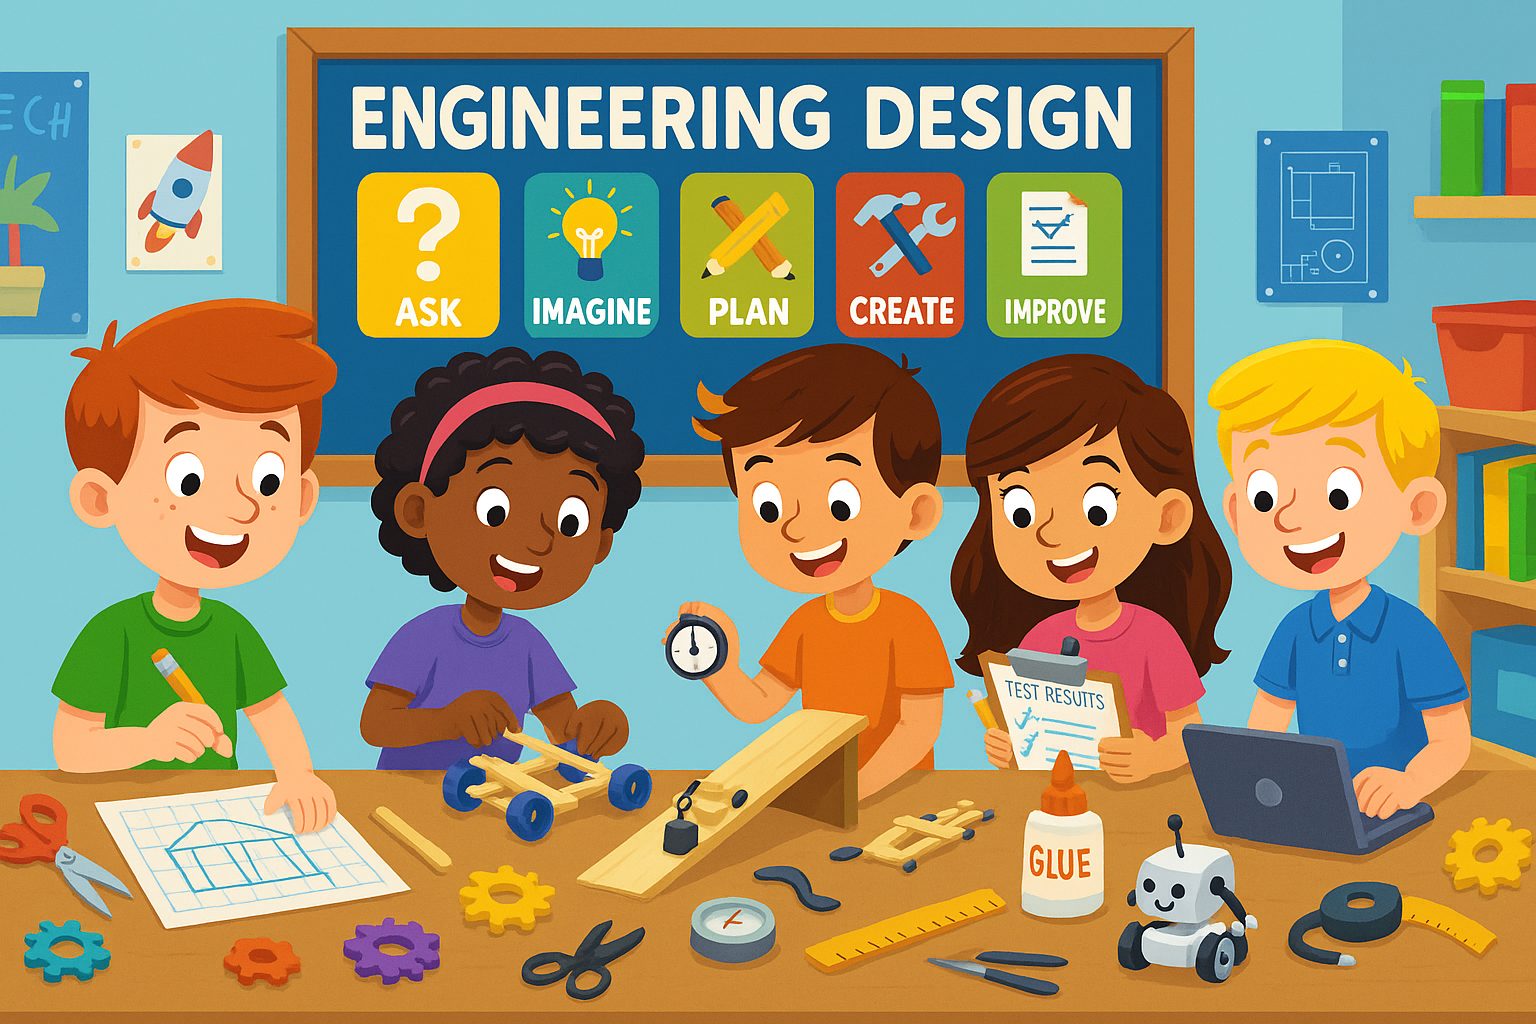 ENGINEERING DESIGN
ASK
IMAGINE
PLAN
CREATE
IMPROVE
TEST RESULTS
GLUE